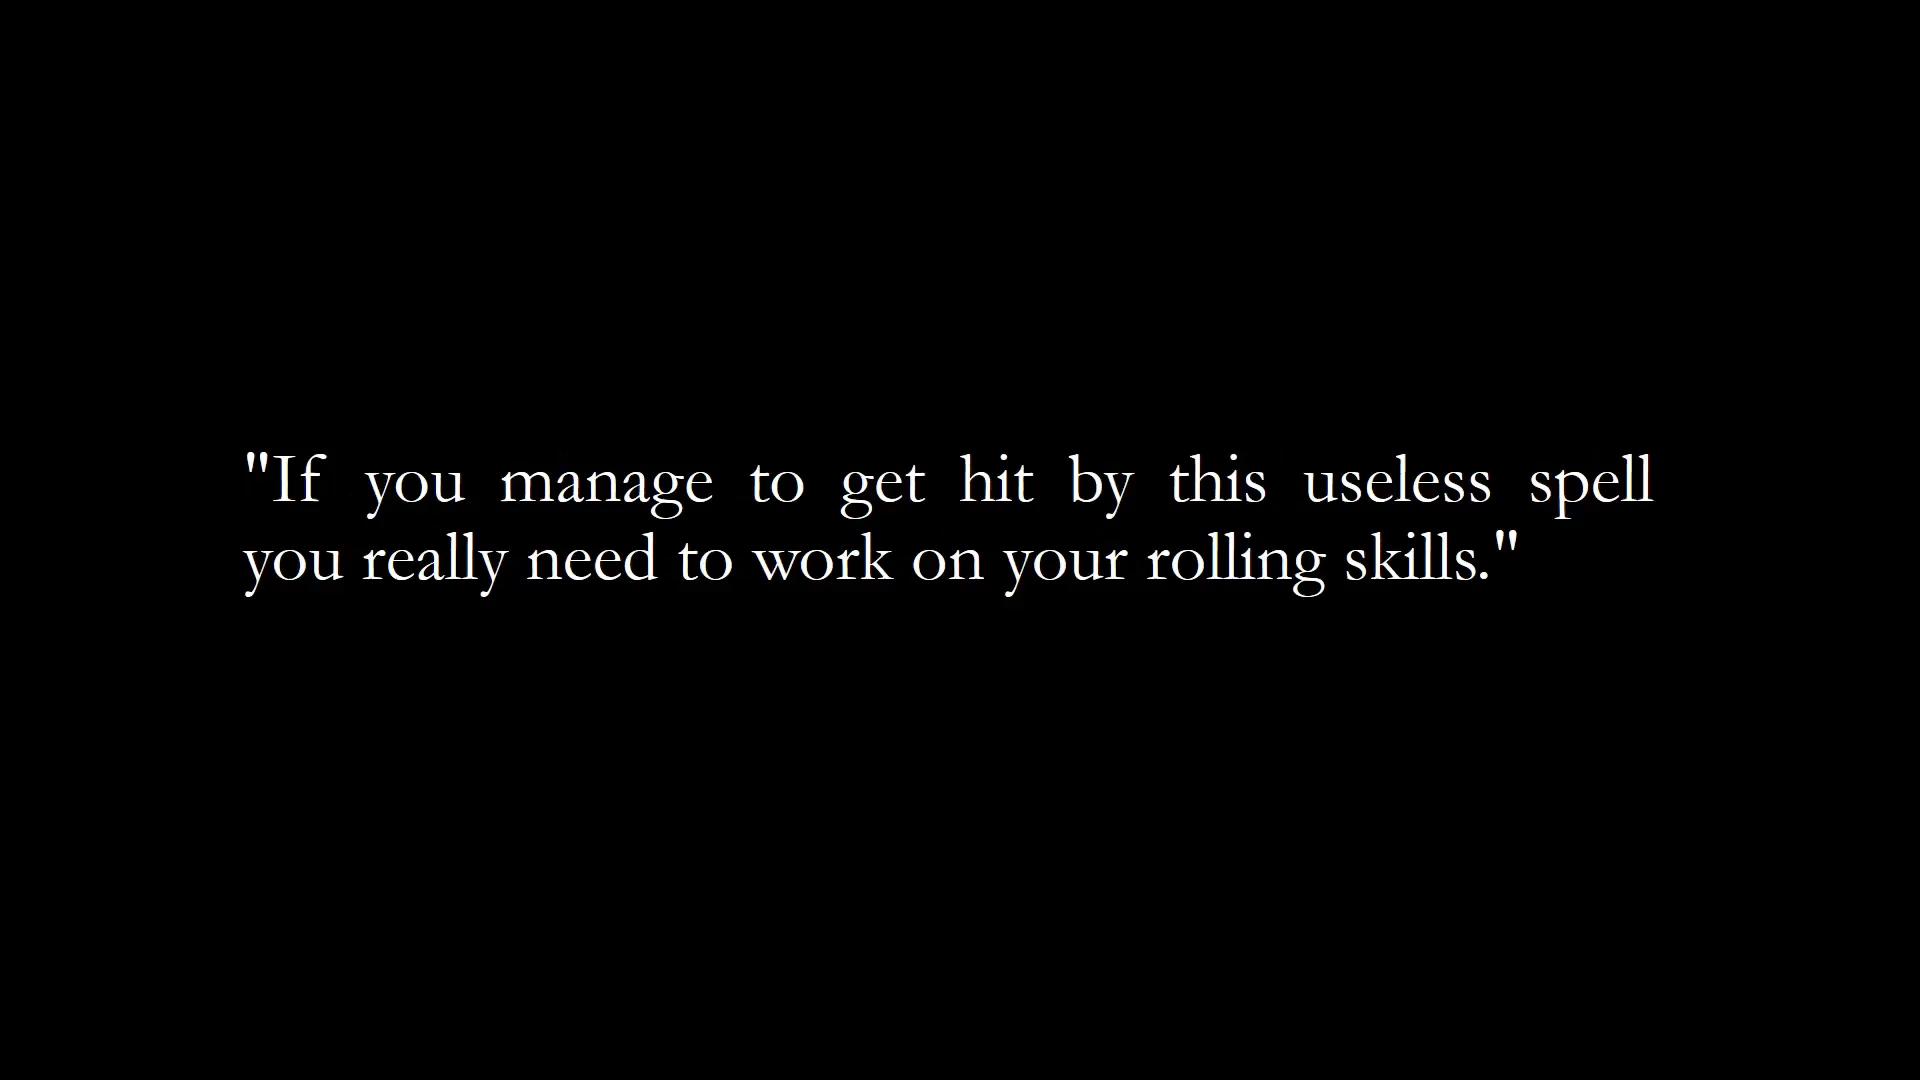 "If you manage to get hit by this useless spell
you really need to work on your rolling skills."